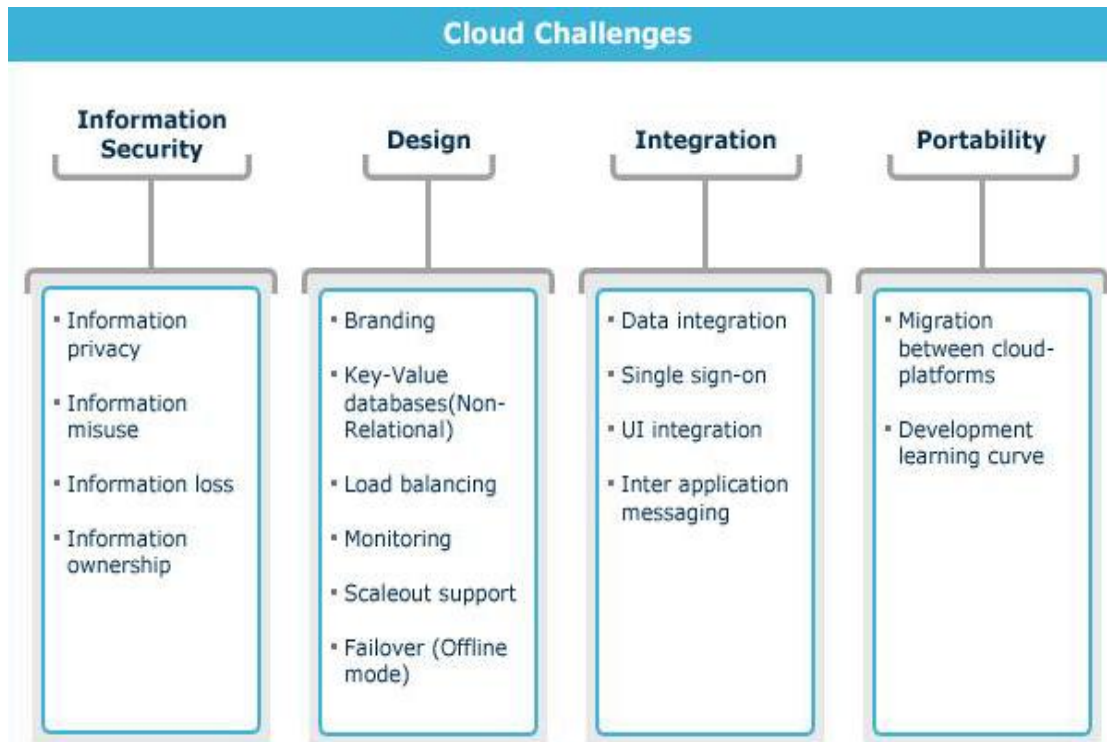 Cloud Challenges
Information
Security
▪ Information
privacy
▪ Information
misuse
▪ Information loss
▪ Information
ownership
Design
▪ Branding
▪ Key-Value
databases(Non-
Relational)
▪ Load balancing
▪ Monitoring
▪ Scaleout support
▪ Failover (Offline
mode)
Integration
▪ Data integration
▪ Single sign-on
▪ UI integration
▪ Inter application
messaging
Portability
▪ Migration
between cloud-
platforms
▪ Development
learning curve